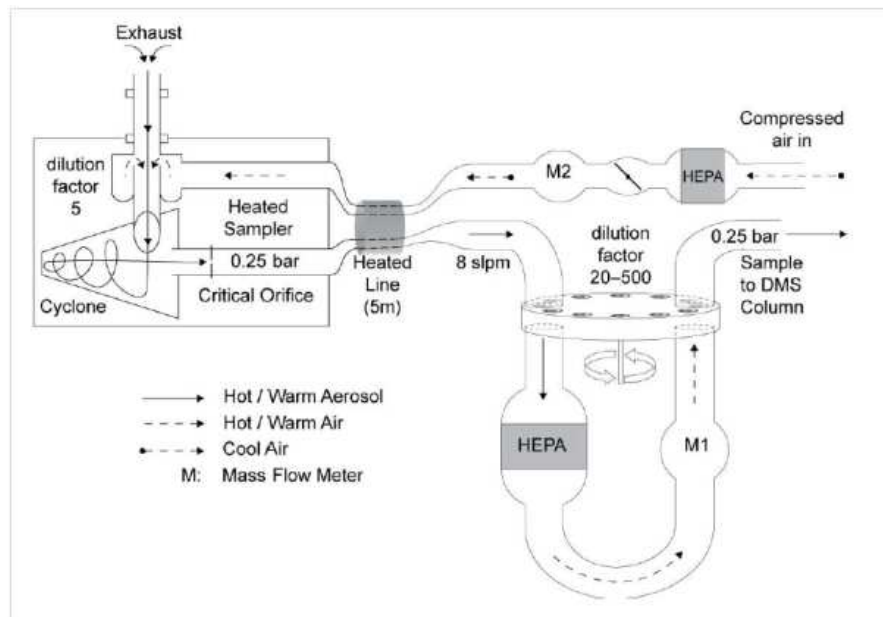 Exhaust
dilution
factor
5
Heated
Sampler
0.25 bar
Critical Orifice
Cyclone
Heated
Line
(5m)
8 slpm
M2
HEPA
Compressed
air in
dilution
factor
20–500
0.25 bar
Sample
to DMS
Column
HEPA
M1
Hot / Warm Aerosol
Hot / Warm Air
Cool Air
M: Mass Flow Meter